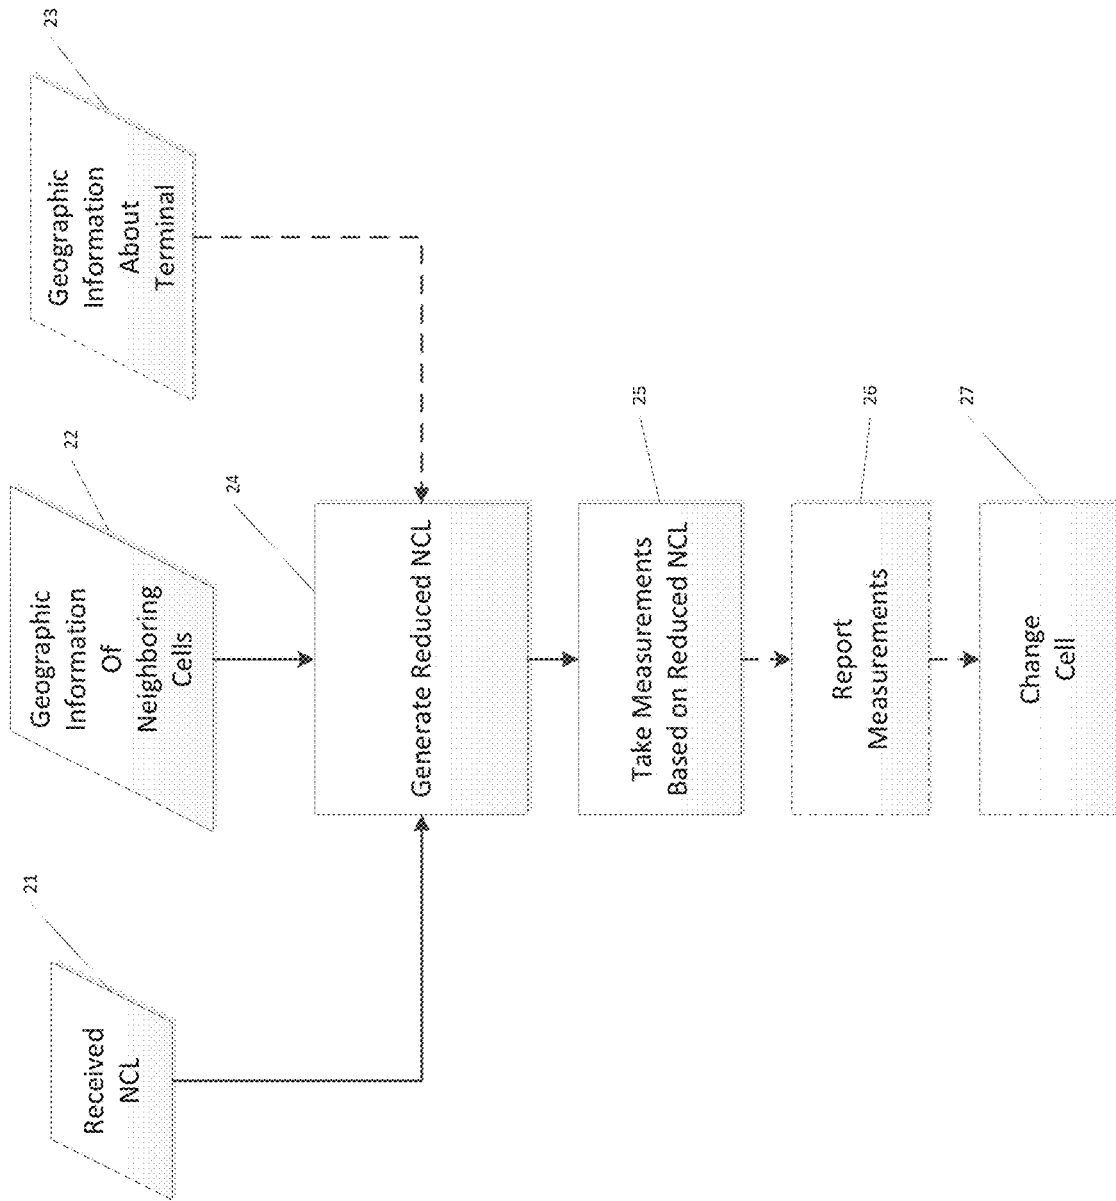 21
Received
NCL
22
Geographic
Information
Of
Neighboring
Cells
23
Geographic
Information
About
Terminal
24
Generate Reduced NCL
25
Take Measurements
Based on Reduced NCL
26
Report
Measurements
27
Change
Cell